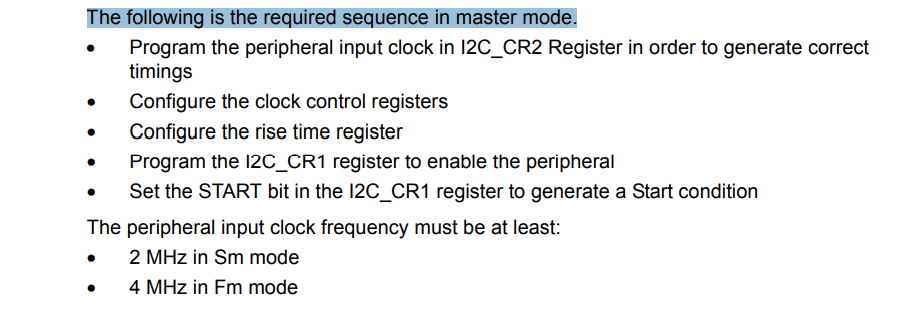 The following is the required sequence in master mode.
• Program the peripheral input clock in I2C_CR2 Register in order to generate correct
timings
• Configure the clock control registers
• Configure the rise time register
• Program the I2C_CR1 register to enable the peripheral
• Set the START bit in the I2C_CR1 register to generate a Start condition
The peripheral input clock frequency must be at least:
• 2 MHz in Sm mode
• 4 MHz in Fm mode